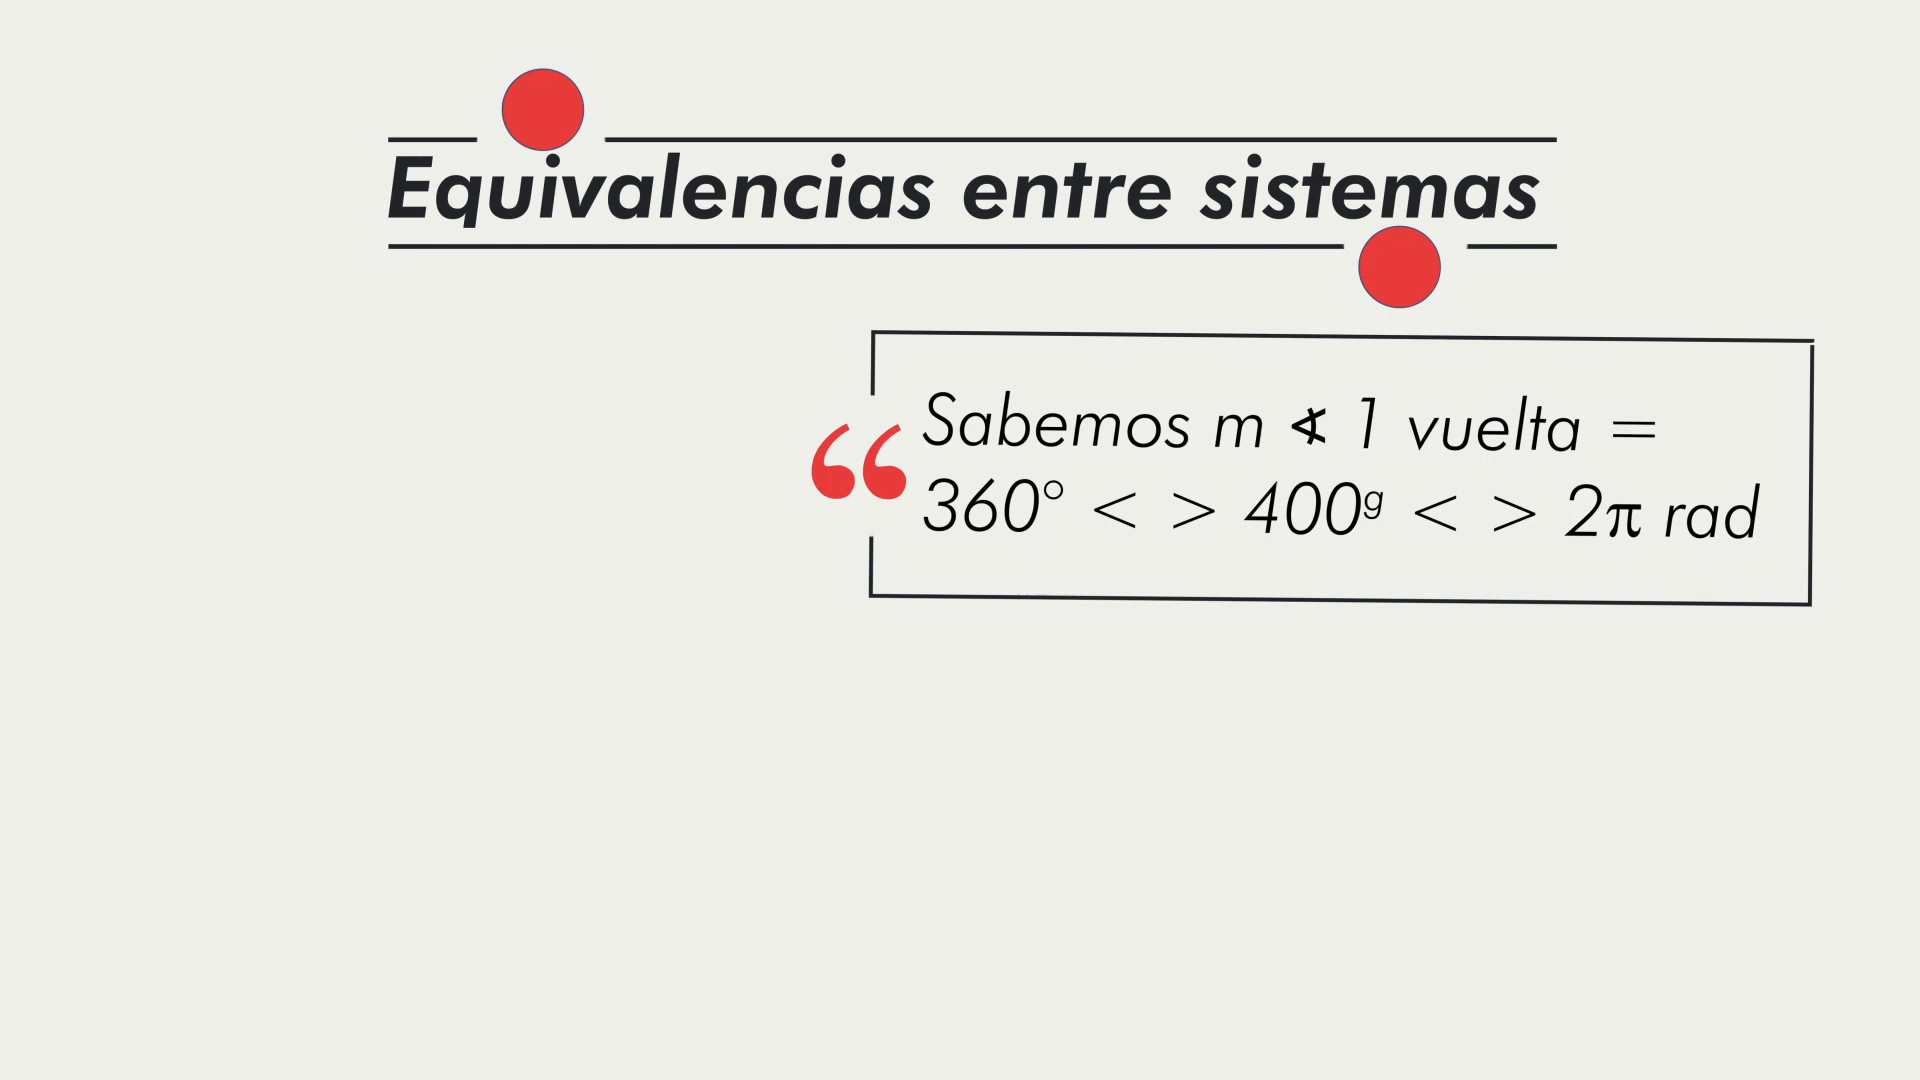 Equivalencias entre sistemas
“
Sabemos m ∢ 1 vuelta =
360° < > 400ᵍ < > 2π rad